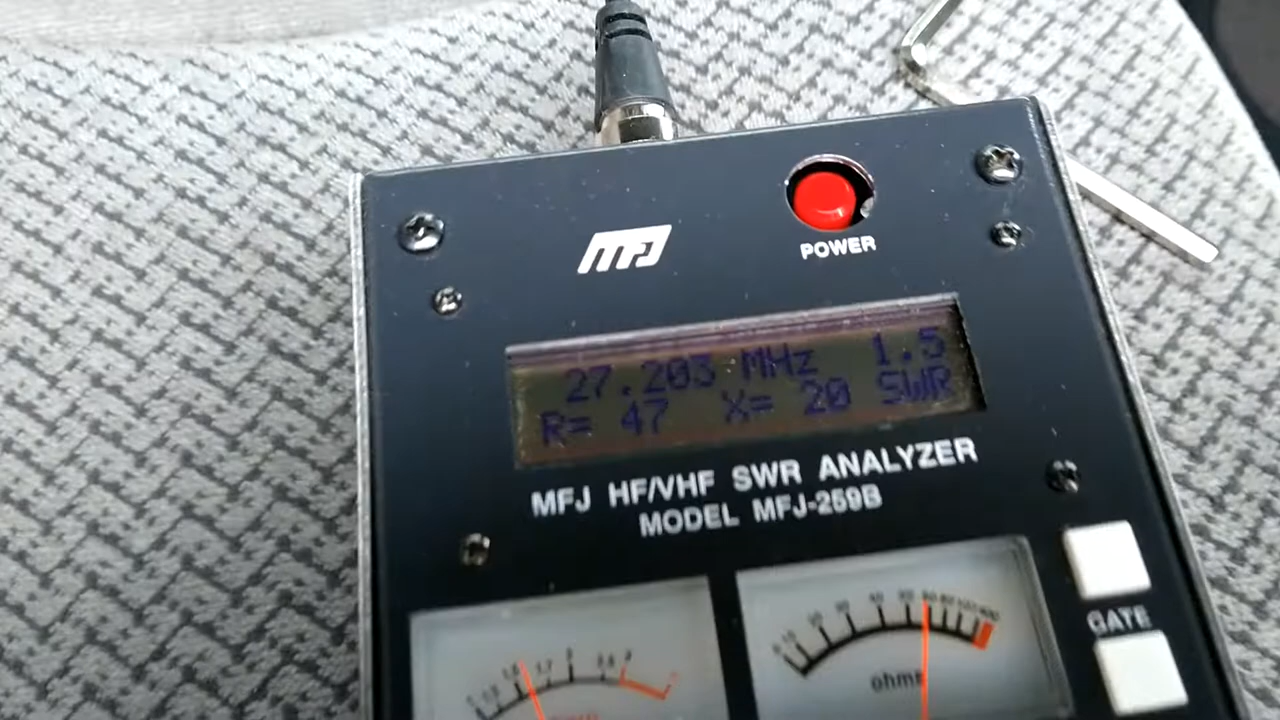 MFJ
POWER
27.203 MHz 1.5
R= 47 X= 20 SWR
MFJ HF/VHF SWR ANALYZER
MODEL MFJ-259B
GATE
ohms